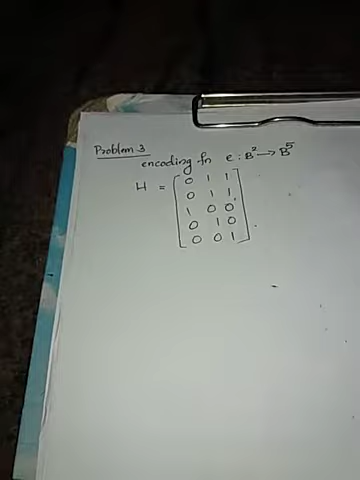 Problem 3
encoding fn e : B² → B⁵
H = [ 0 1 1
0 1 1
1 0 0
0 1 0
0 0 1 ]